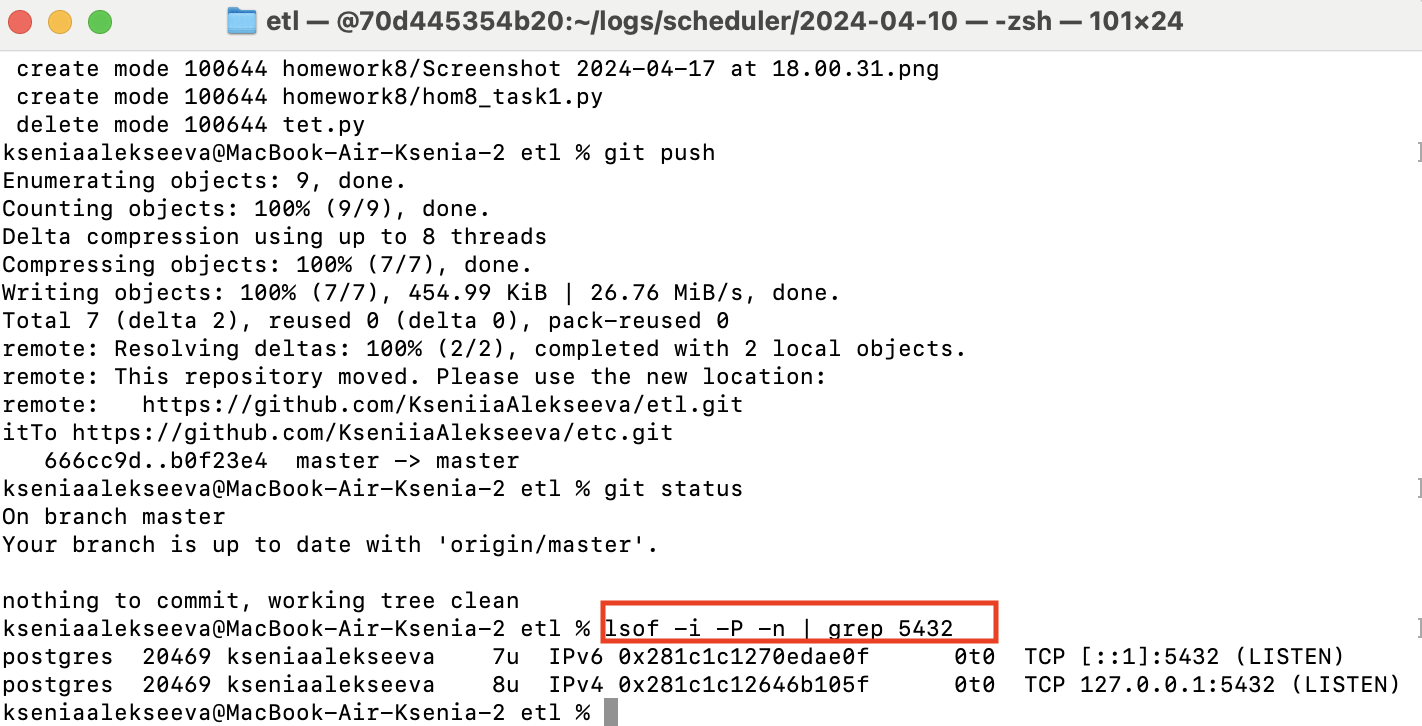 etl — @70d445354b20:~/logs/scheduler/2024-04-10 — -zsh — 101×24
create mode 100644 homework8/Screenshot 2024-04-17 at 18.00.31.png
create mode 100644 homework8/hom8_task1.py
delete mode 100644 tet.py
kseniaalekseeva@MacBook-Air-Ksenia-2 etl % git push
Enumerating objects: 9, done.
Counting objects: 100% (9/9), done.
Delta compression using up to 8 threads
Compressing objects: 100% (7/7), done.
Writing objects: 100% (7/7), 454.99 KiB | 26.76 MiB/s, done.
Total 7 (delta 2), reused 0 (delta 0), pack-reused 0
remote: Resolving deltas: 100% (2/2), completed with 2 local objects.
remote: This repository moved. Please use the new location:
remote:   https://github.com/KseniiaAlekseeva/etl.git
itTo https://github.com/KseniiaAlekseeva/etc.git
   666cc9d..b0f23e4  master -> master
kseniaalekseeva@MacBook-Air-Ksenia-2 etl % git status
On branch master
Your branch is up to date with 'origin/master'.
nothing to commit, working tree clean
kseniaalekseeva@MacBook-Air-Ksenia-2 etl % lsof -i -P -n | grep 5432
postgres  20469 kseniaalekseeva    7u  IPv6 0x281c1c1270edae0f      0t0  TCP [::1]:5432 (LISTEN)
postgres  20469 kseniaalekseeva    8u  IPv4 0x281c1c12646b105f      0t0  TCP 127.0.0.1:5432 (LISTEN)
kseniaalekseeva@MacBook-Air-Ksenia-2 etl %